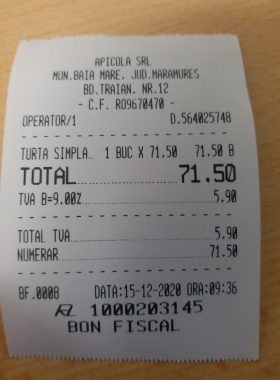 APICOLA SRL
MUN.BAIA MARE. JUD.MARAMURES
BD.TRAIAN. NR.12
- C.F. RO9670470 -
OPERATOR/1 D.564025748
TURTA SIMPLA.. 1 BUC X 71.50 71.50 B
TOTAL 71.50
TVA B=9.00% 5.90
TOTAL TVA 5.90
NUMERAR 71.50
BF.0008 DATA:15-12-2020 ORA:09:36
1000203145
BON FISCAL